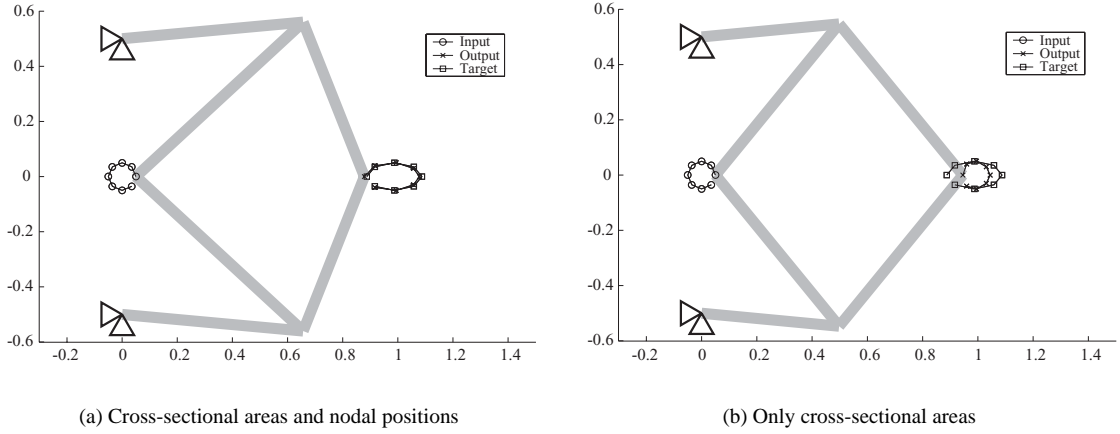 0.6
0.4
0.2
0
-0.2
-0.4
-0.6
-0.2 0 0.2 0.4 0.6 0.8 1 1.2 1.4
Input
Output
Target
(a) Cross-sectional areas and nodal positions
0.6
0.4
0.2
0
-0.2
-0.4
-0.6
-0.2 0 0.2 0.4 0.6 0.8 1 1.2 1.4
Input
Output
Target
(b) Only cross-sectional areas